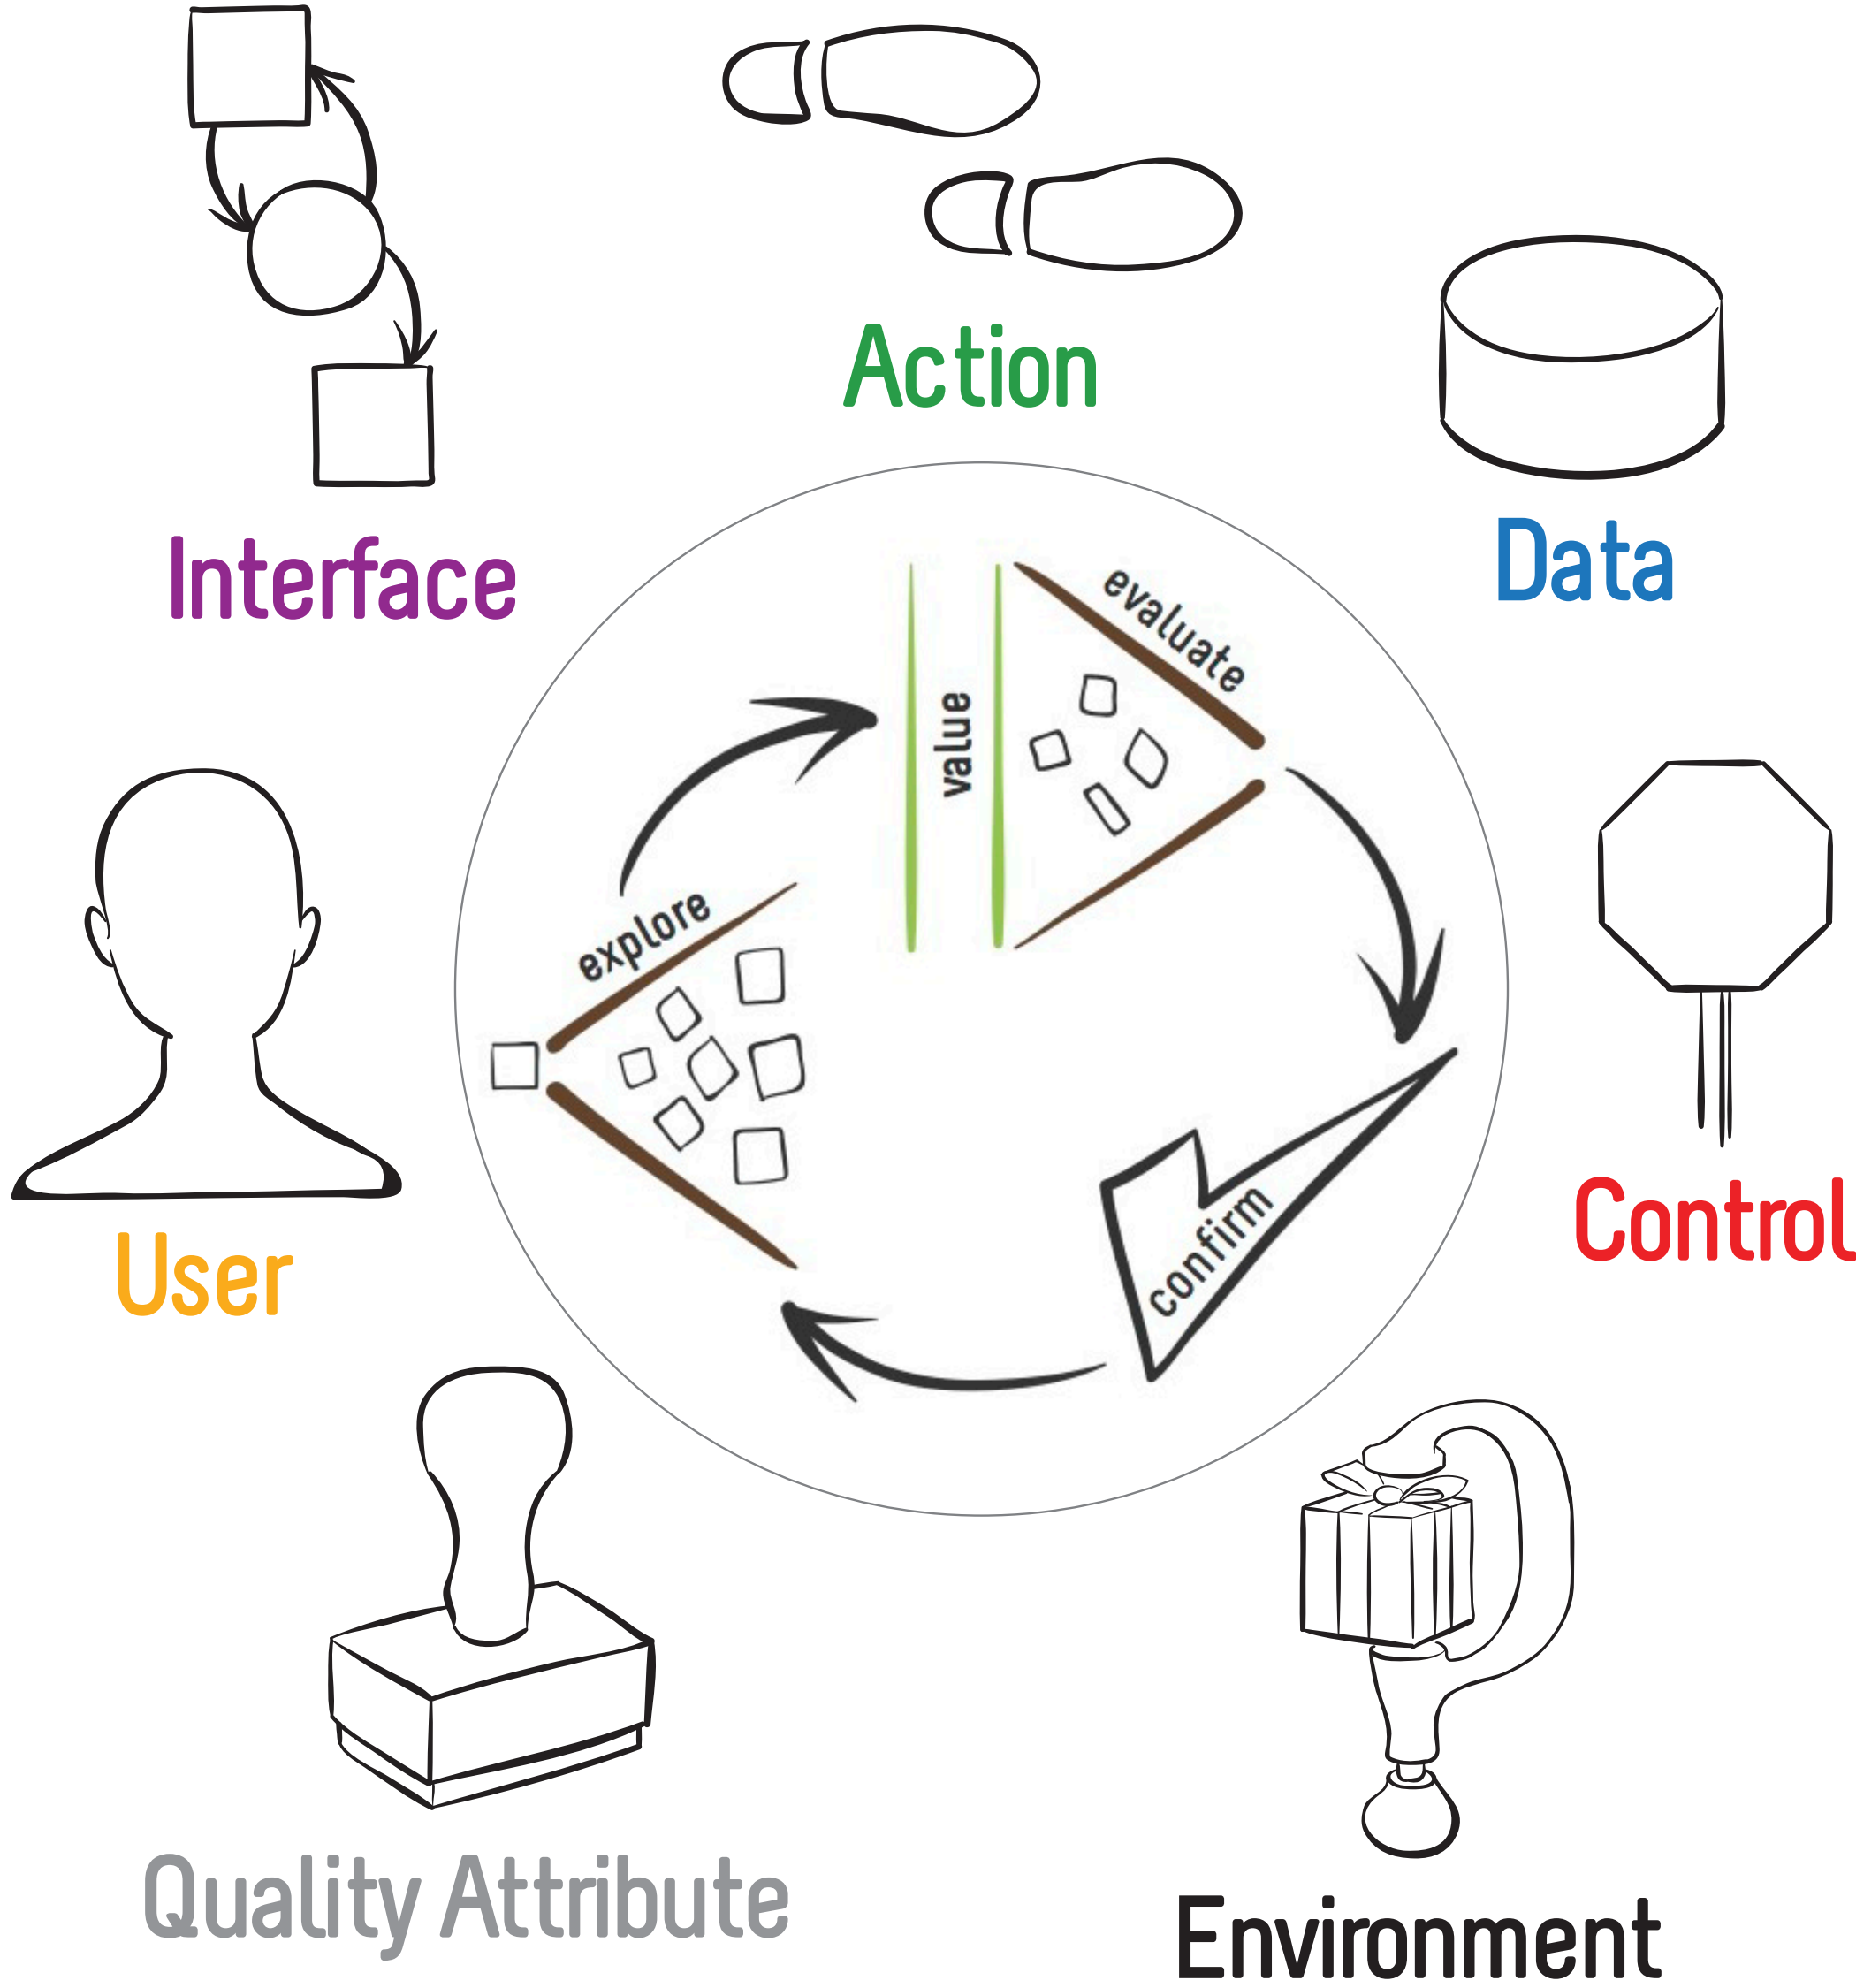 Action
Data
Interface
evaluate
value
explore
User
Control
confirm
Quality Attribute
Environment